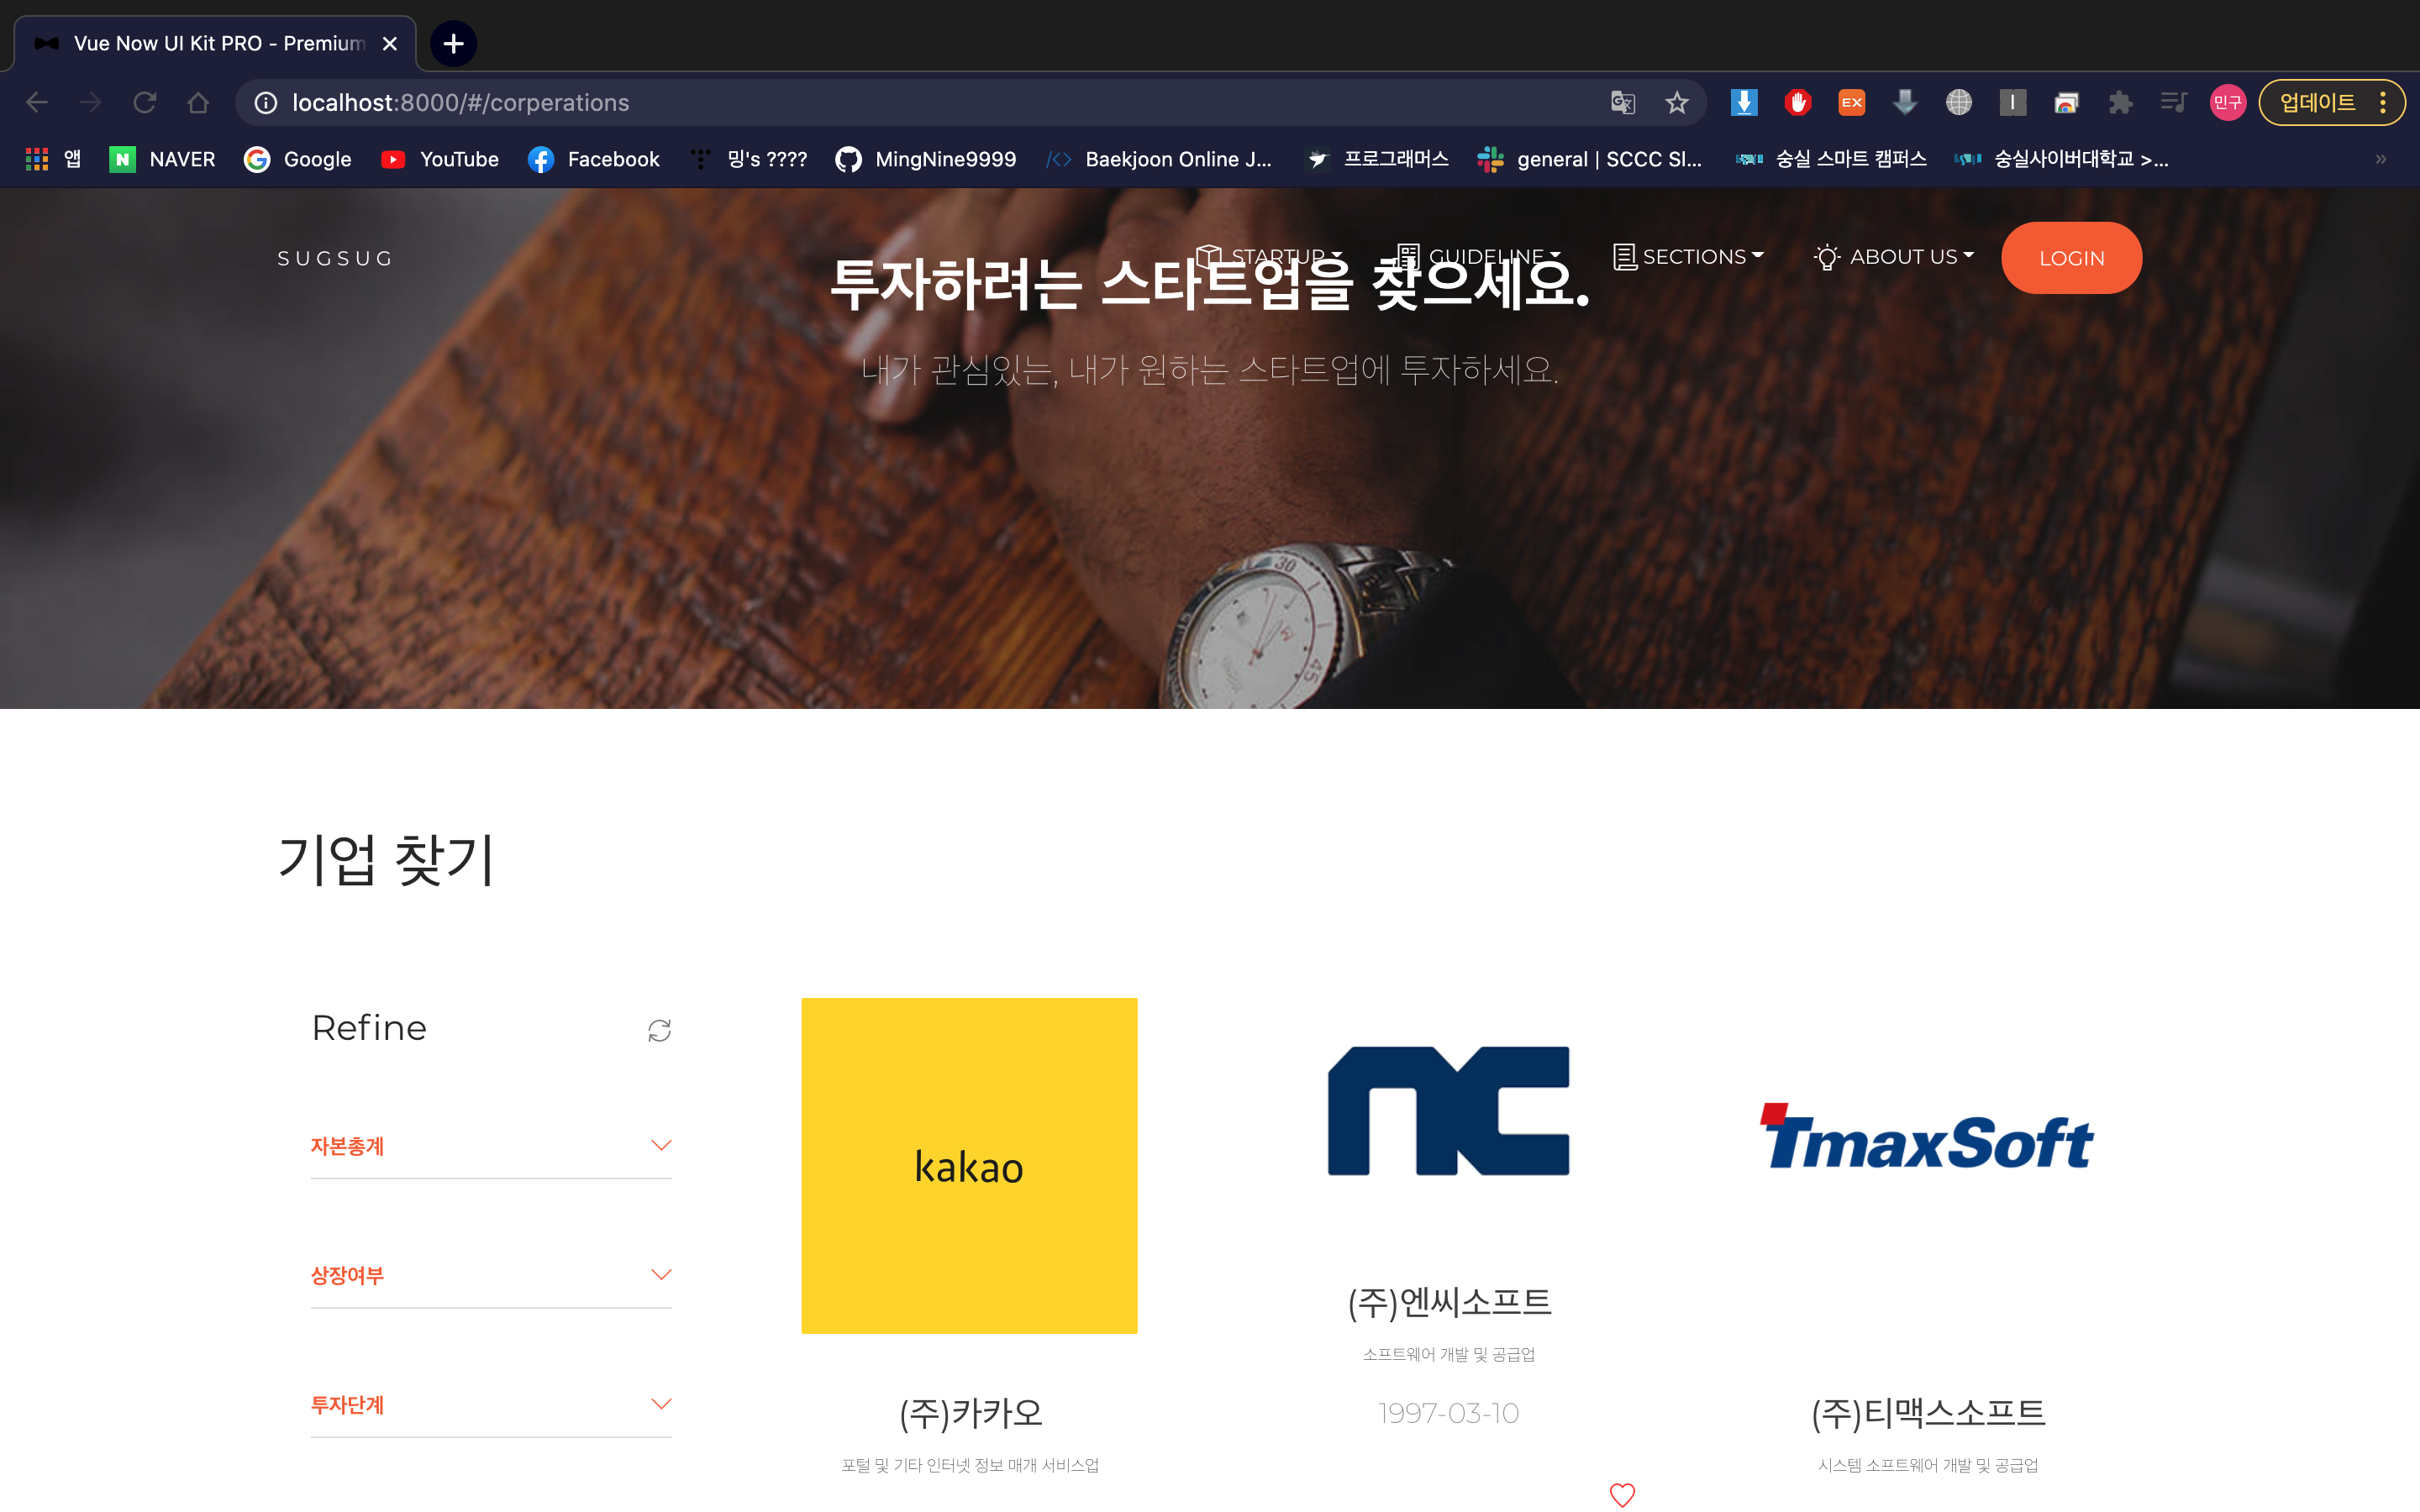 Vue Now UI Kit PRO - Premium
localhost:8000/#/corperations
민구
업데이트
앱
NAVER
Google
YouTube
Facebook
밍's ????
MingNine9999
Baekjoon Online J...
프로그래머스
general | SCCC Sl...
숭실 스마트 캠퍼스
숭실사이버대학교 >...
SUGSUG
STARTUP
GUIDELINE
SECTIONS
ABOUT US
LOGIN
투자하려는 스타트업을 찾으세요.
내가 관심있는, 내가 원하는 스타트업에 투자하세요.
30
45
기업 찾기
Refine
자본총계
상장여부
투자단계
kakao
(주)카카오
포털 및 기타 인터넷 정보 매개 서비스업
nc
(주)엔씨소프트
소프트웨어 개발 및 공급업
1997-03-10
TmaxSoft
(주)티맥스소프트
시스템 소프트웨어 개발 및 공급업